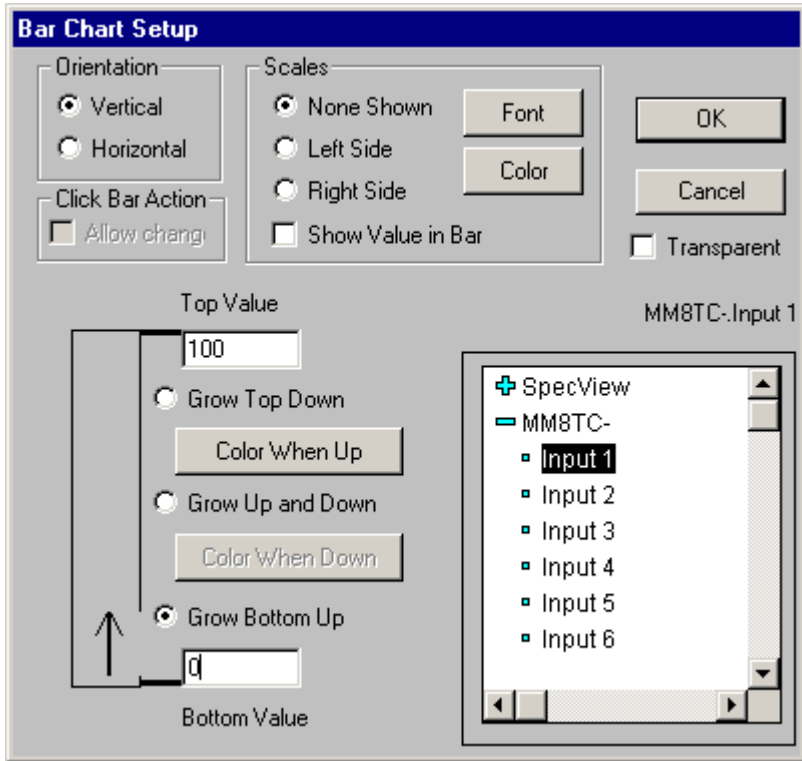 Bar Chart Setup
Orientation
Vertical
Horizontal
Click Bar Action
Allow chang
Scales
None Shown
Left Side
Right Side
Show Value in Bar
Font
Color
OK
Cancel
Transparent
MM8TC-.Input 1
Top Value
100
Grow Top Down
Color When Up
Grow Up and Down
Color When Down
Grow Bottom Up
0
Bottom Value
SpecView
MM8TC-
Input 1
Input 2
Input 3
Input 4
Input 5
Input 6